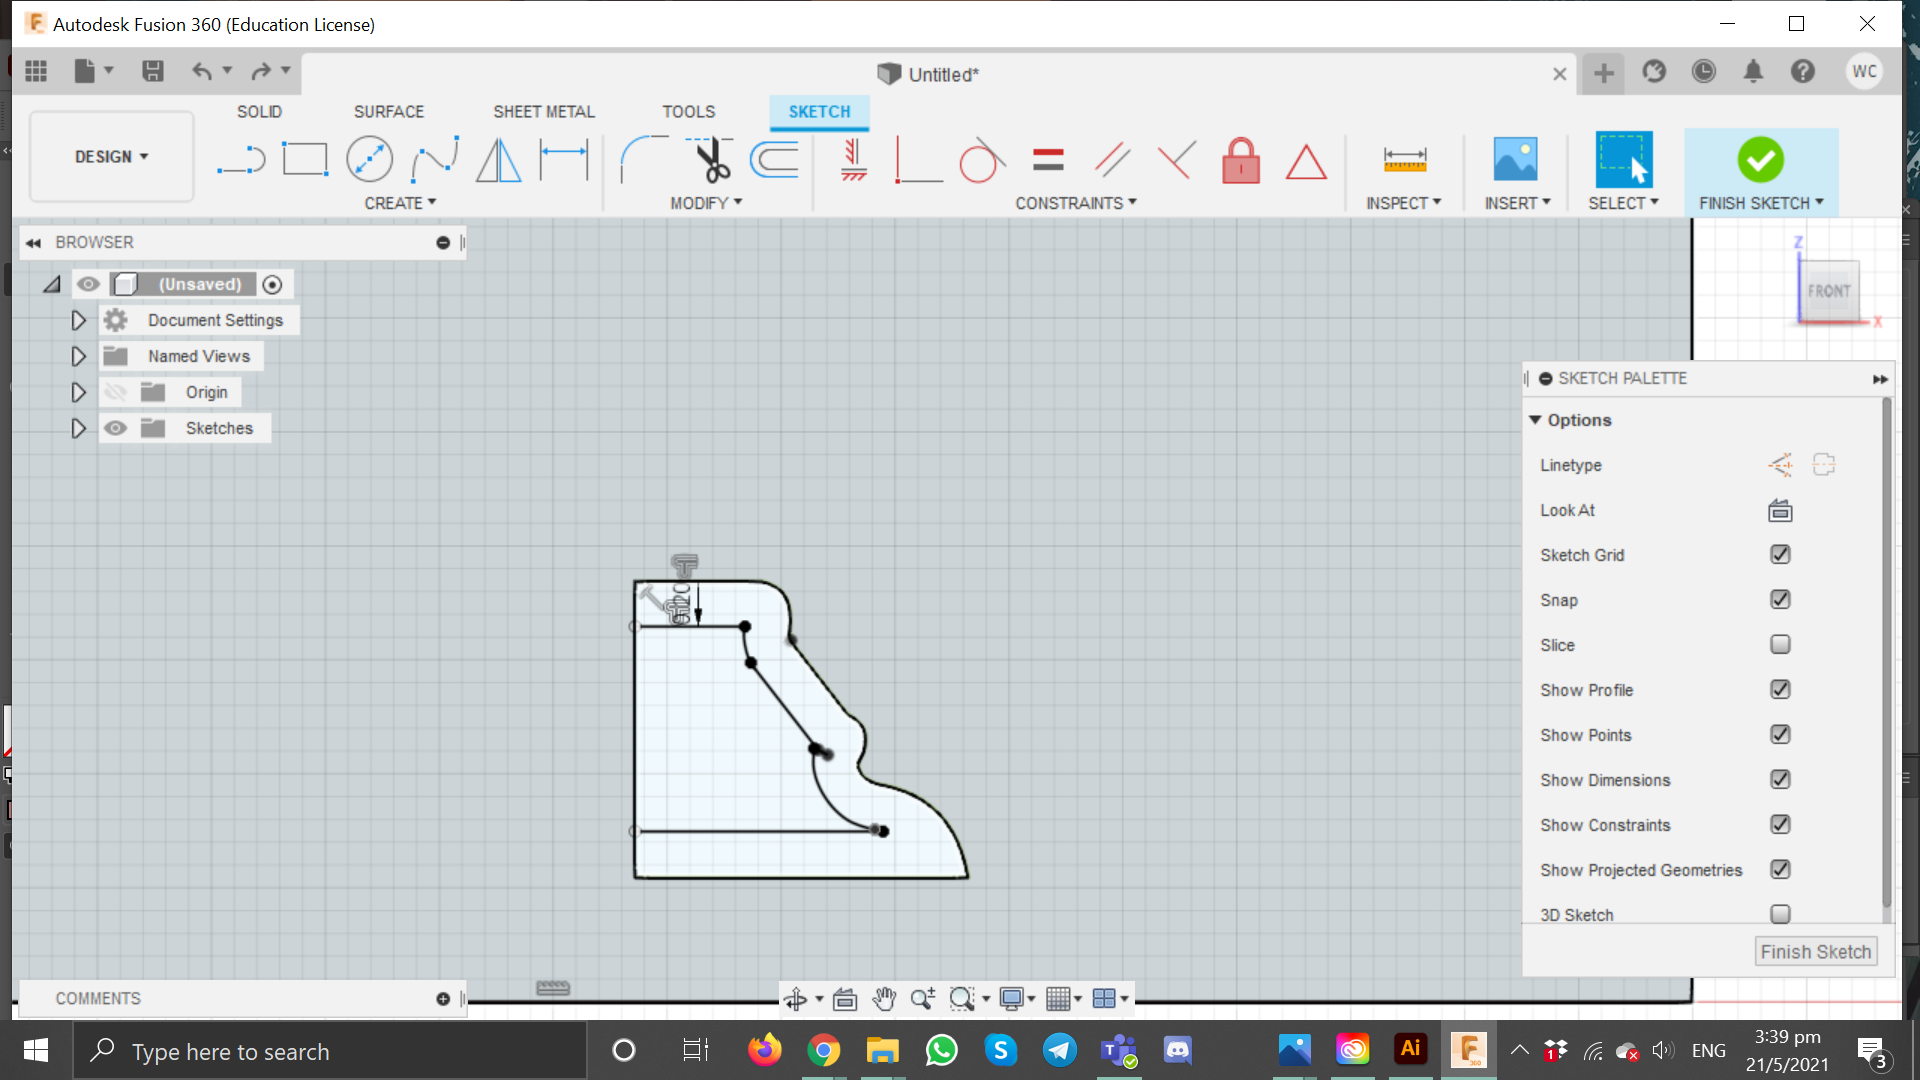 Autodesk Fusion 360 (Education License)
Untitled*
WC
SOLID SURFACE SHEET METAL TOOLS SKETCH
DESIGN
CREATE MODIFY CONSTRAINTS INSPECT INSERT SELECT FINISH SKETCH
BROWSER
(Unsaved)
Document Settings
Named Views
Origin
Sketches
Z
FRONT
X
SKETCH PALETTE
Options
Linetype
Look At
Sketch Grid
Snap
Slice
Show Profile
Show Points
Show Dimensions
Show Constraints
Show Projected Geometries
3D Sketch
Finish Sketch
COMMENTS
Type here to search
ENG
3:39 pm
21/5/2021
3